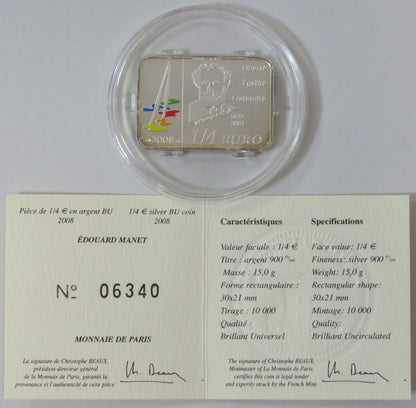 Liberté
Égalité
Fraternité
1832
1883
2008
1/4 EURO
Pièce de 1/4 € en argent BU
2008
1/4 € silver BU coin
2008
ÉDOUARD MANET
No 06340
MONNAIE DE PARIS
La signature de Christophe BEAUX,
président directeur général
de la Monnaie de Paris, garantit la
provenance et l'authenticité de cette pièce.
Caractéristiques
Valeur faciale : 1/4 €
Titre : argent 900 °/oo
Masse : 15,0 g
Forme rectangulaire :
30x21 mm
Tirage : 10 000
Qualité :
Brillant Universel
Specifications
Face value: 1/4 €
Fineness: silver 900 °/oo
Weight: 15,0 g
Rectangular shape:
30x21 mm
Mintage: 10 000
Quality:
Brilliant Uncirculated
The signature of Christophe BEAUX,
Mintmaster of La Monnaie de Paris,
certifies this coin is legal tender
and expertly struck by the French Mint.